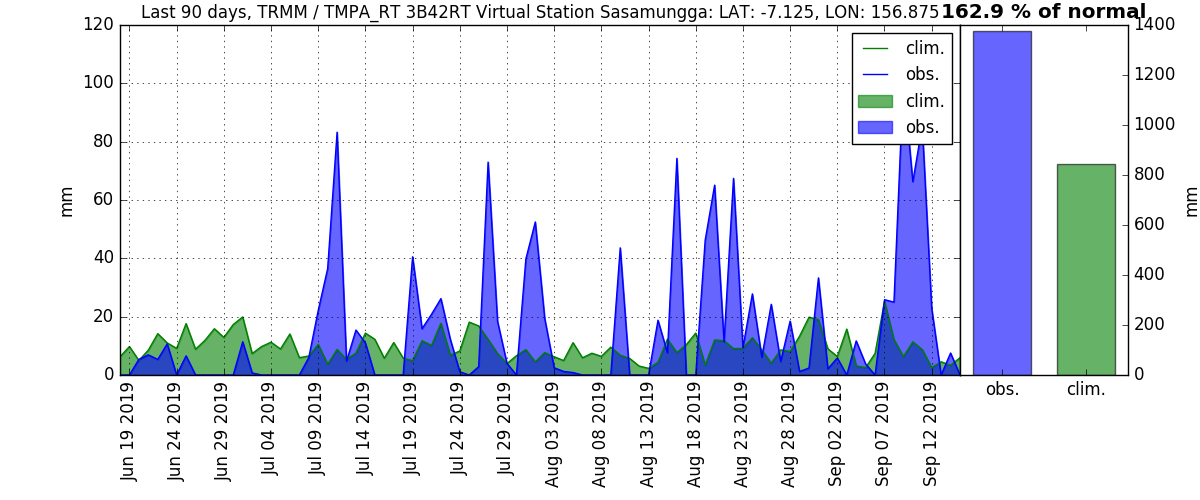 Last 90 days, TRMM / TMPA_RT 3B42RT Virtual Station Sasamungga: LAT: -7.125, LON: 156.875
162.9 % of normal
mm
120
100
80
60
40
20
0
clim.
obs.
clim.
obs.
Jun 19 2019
Jun 24 2019
Jun 29 2019
Jul 04 2019
Jul 09 2019
Jul 14 2019
Jul 19 2019
Jul 24 2019
Jul 29 2019
Aug 03 2019
Aug 08 2019
Aug 13 2019
Aug 18 2019
Aug 23 2019
Aug 28 2019
Sep 02 2019
Sep 07 2019
Sep 12 2019
obs.
clim.
1400
1200
1000
800
600
400
200
0
mm